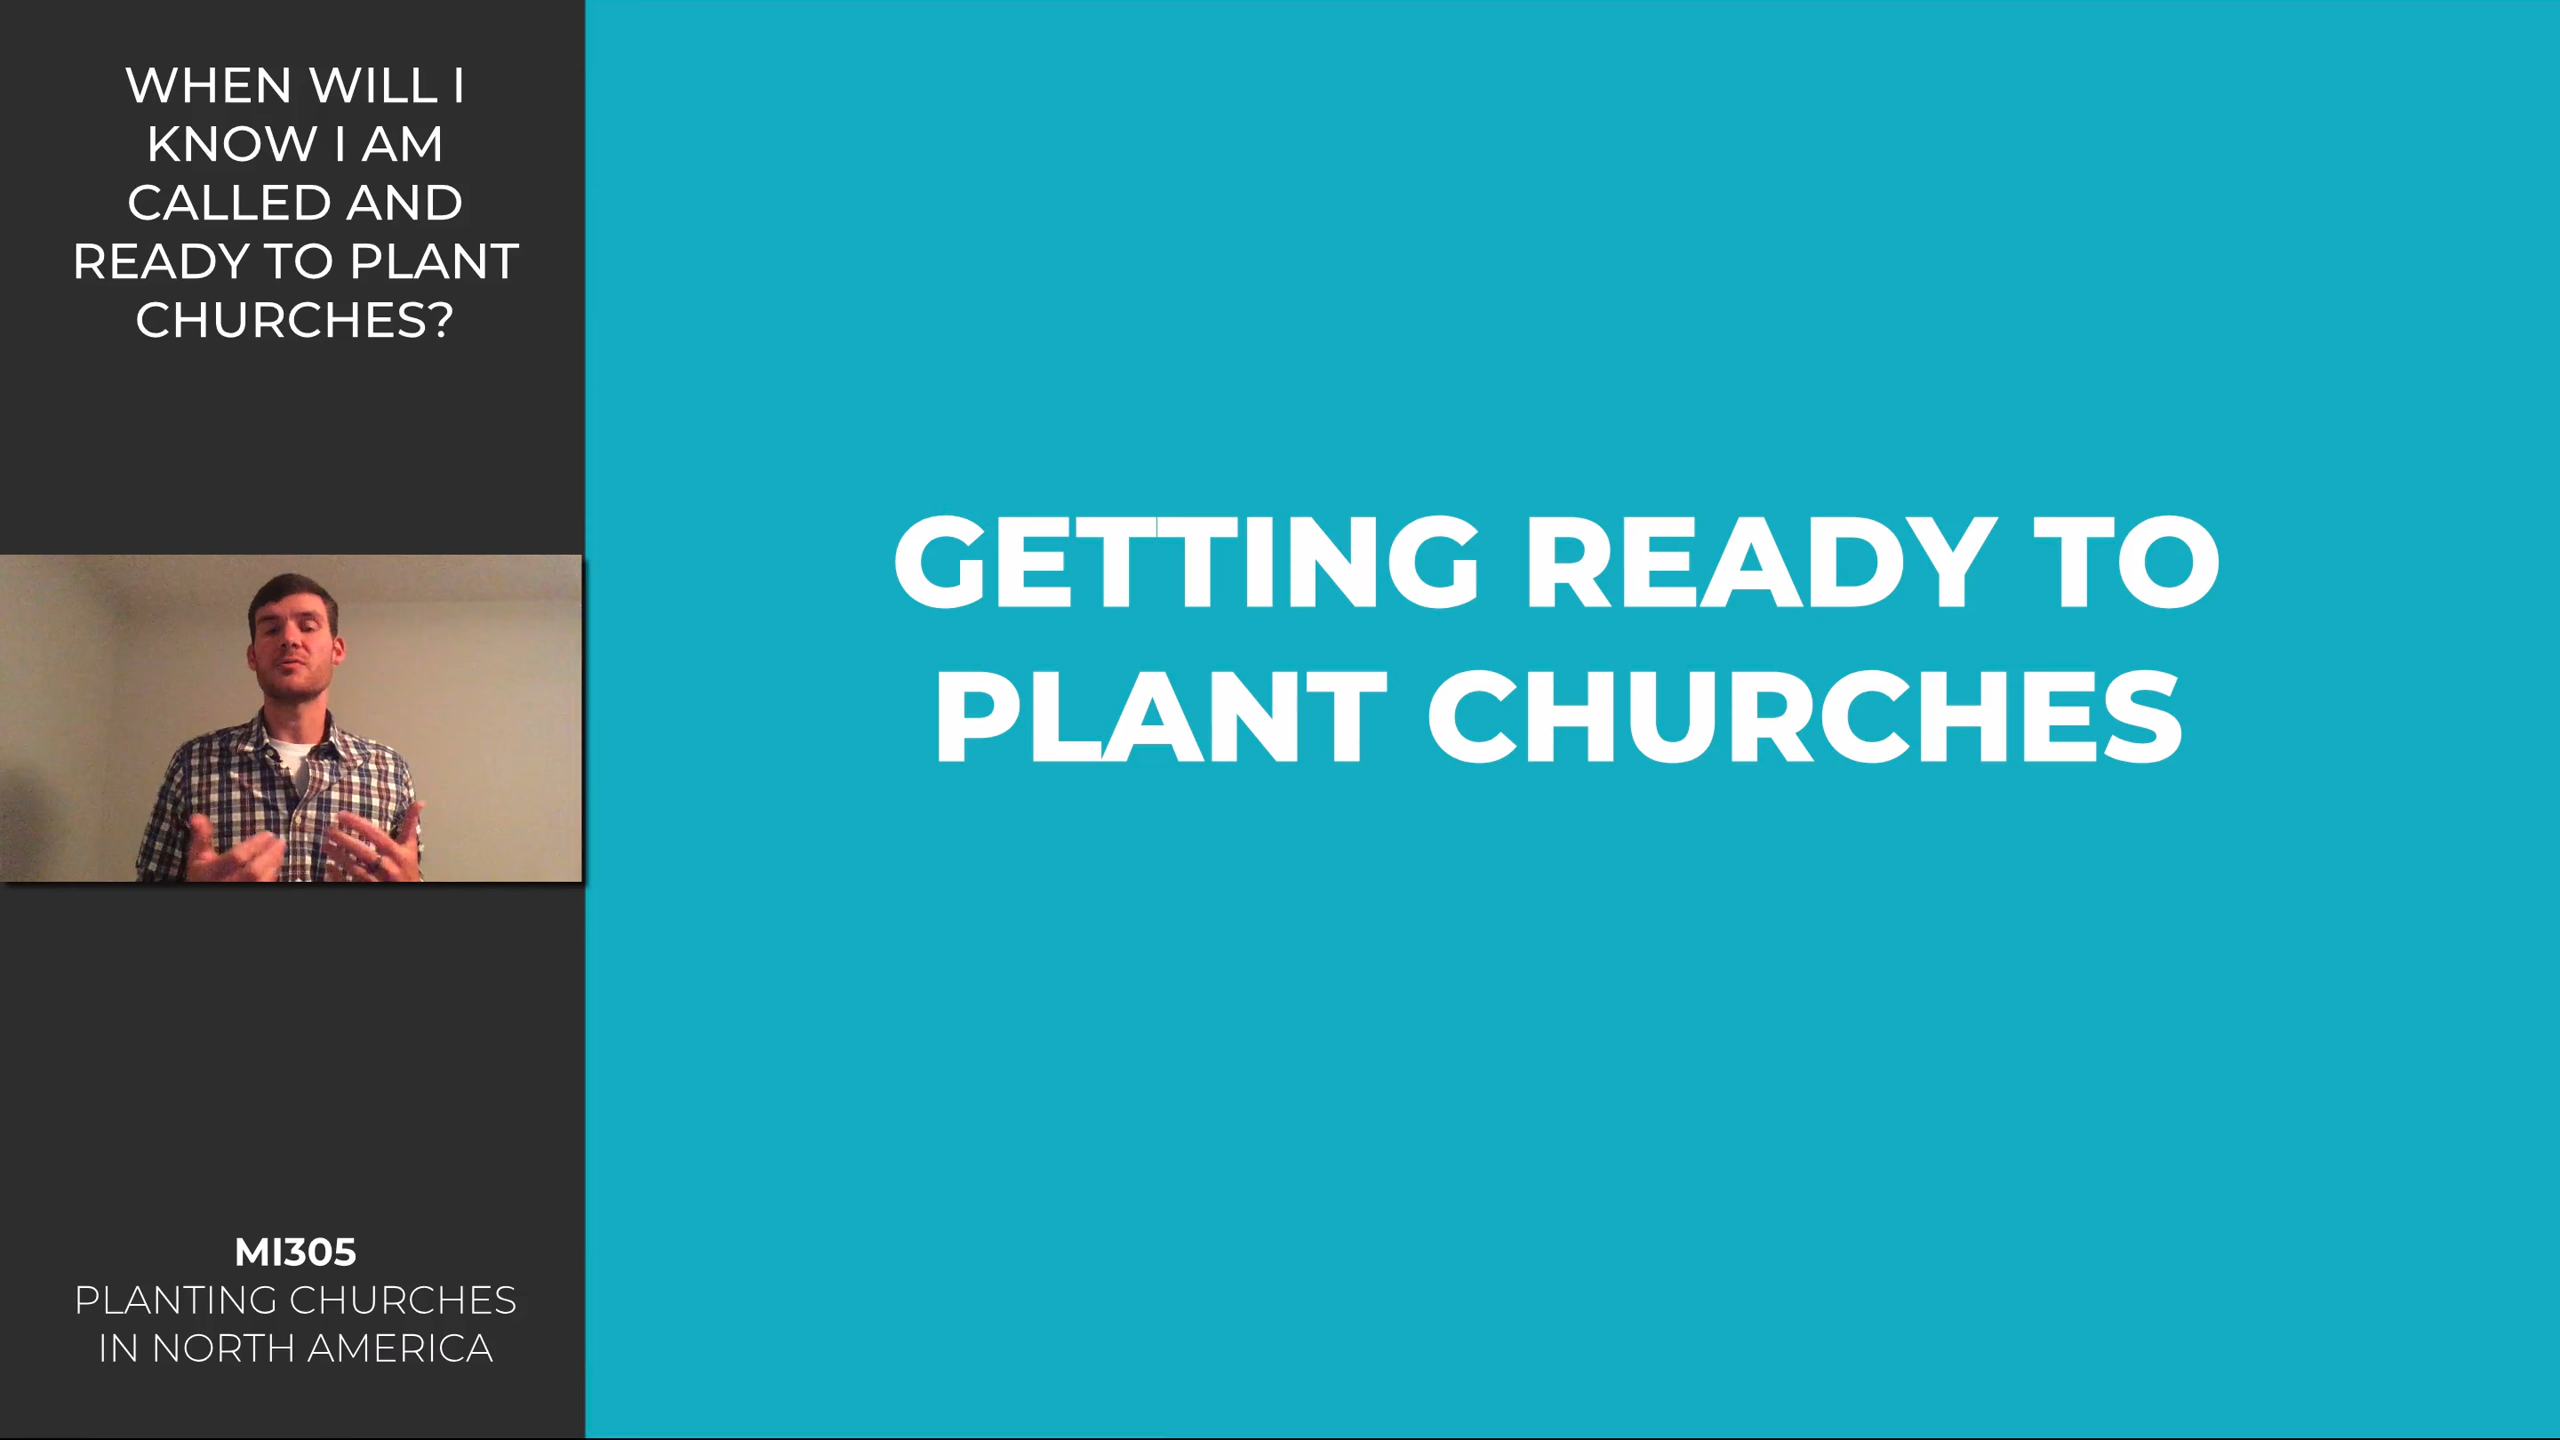 WHEN WILL I
KNOW I AM
CALLED AND
READY TO PLANT
CHURCHES?
GETTING READY TO
PLANT CHURCHES
MI305
PLANTING CHURCHES
IN NORTH AMERICA